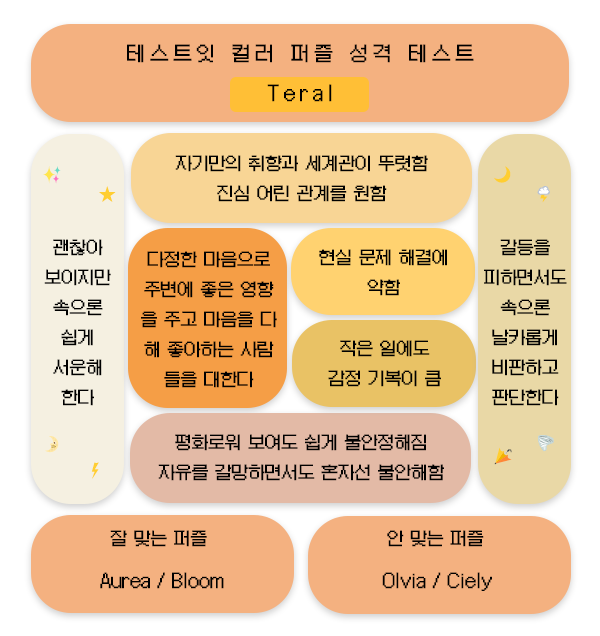 테스트잇 컬러 퍼즐 성격 테스트
Teral
자기만의 취향과 세계관이 뚜렷함
진심 어린 관계를 원함
괜찮아
보이지만
속으론
쉽게
서운해
한다
다정한 마음으로
주변에 좋은 영향
을 주고 마음을 다
해 좋아하는 사람
들을 대한다
현실 문제 해결에
약함
작은 일에도
감정 기복이 큼
갈등을
피하면서도
속으론
날카롭게
비판하고
판단한다
평화로워 보여도 쉽게 불안정해짐
자유를 갈망하면서도 혼자선 불안해함
잘 맞는 퍼즐
Aurea / Bloom
안 맞는 퍼즐
Olvia / Ciely